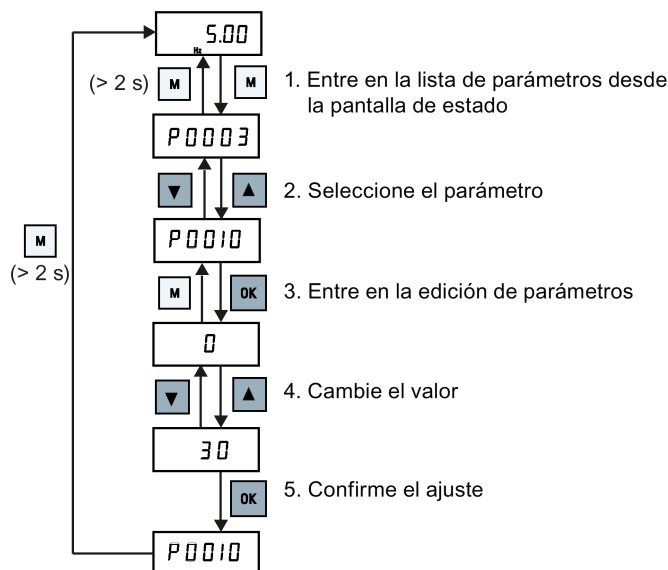 5.00
Hz
(> 2 s) M M 1. Entre en la lista de parámetros desde
la pantalla de estado
P0003
▼ ▲ 2. Seleccione el parámetro
P0010
M
(> 2 s)
M OK 3. Entre en la edición de parámetros
0
▼ ▲ 4. Cambie el valor
30
OK 5. Confirme el ajuste
P0010